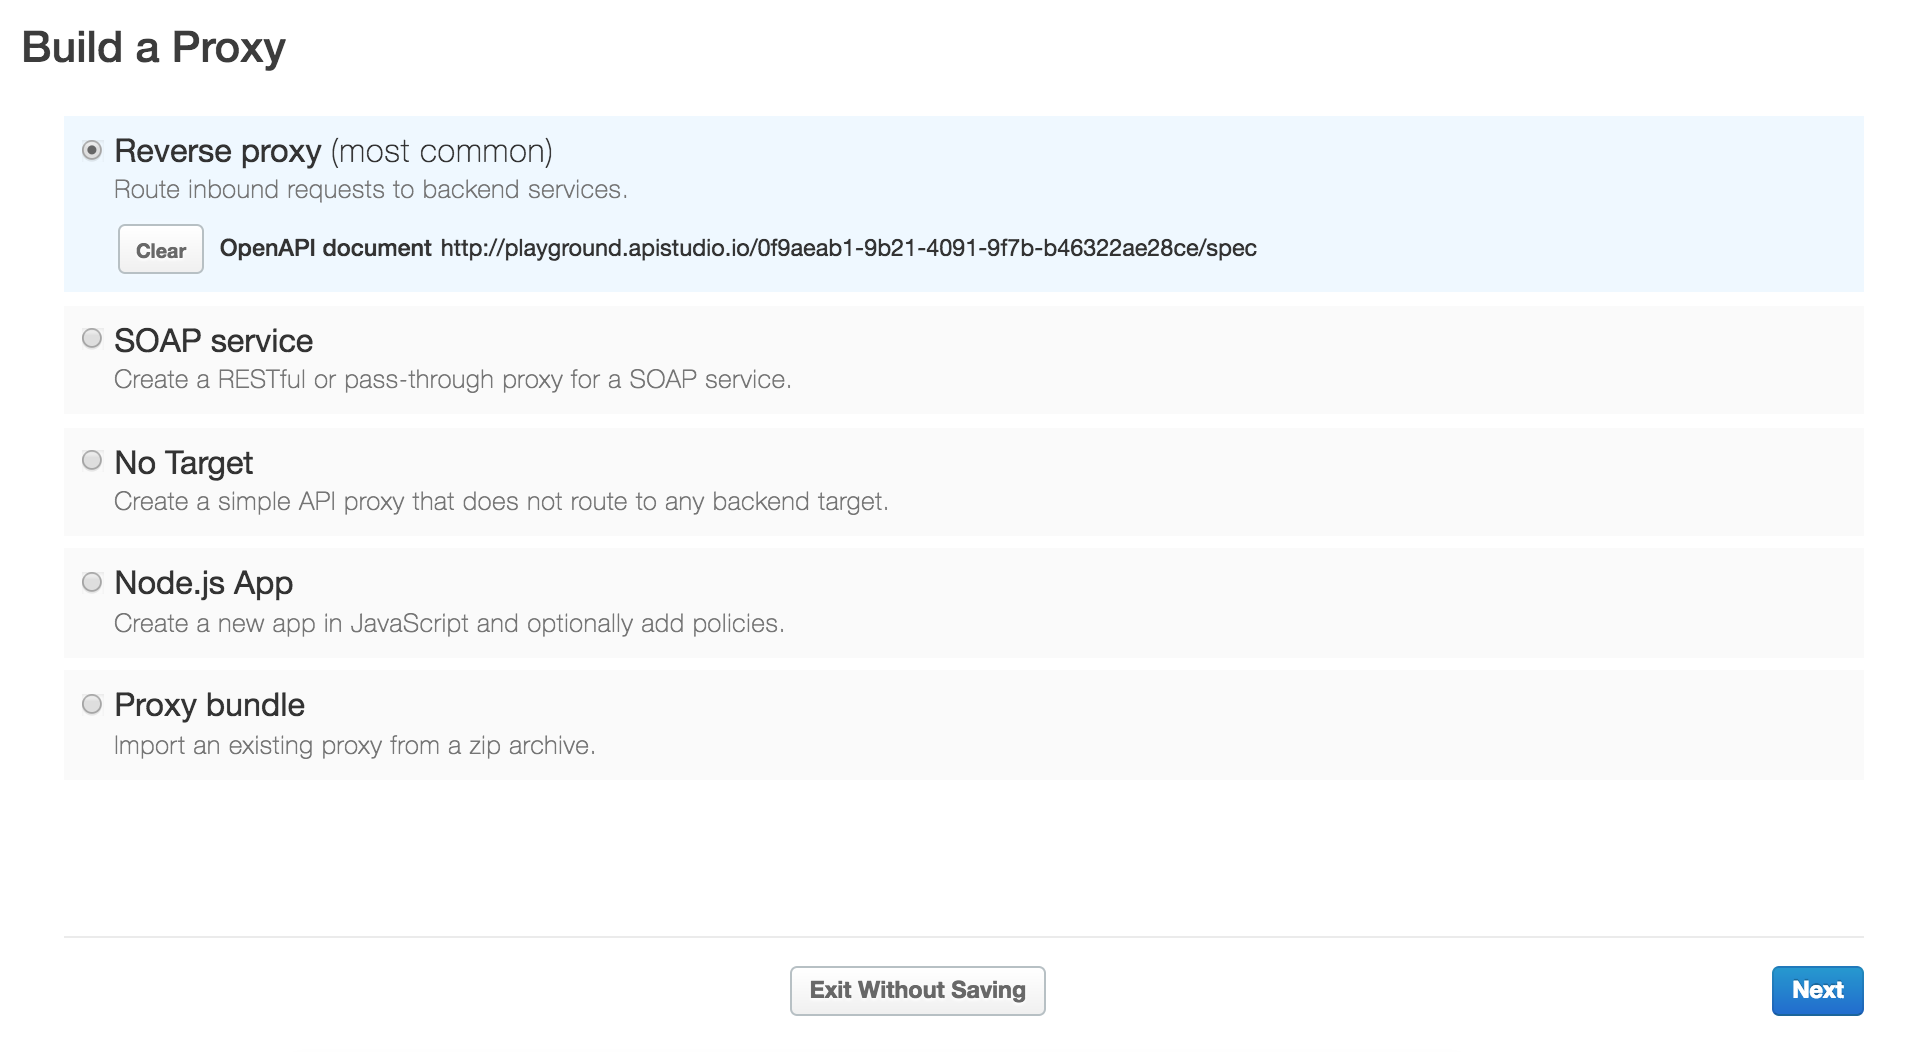 Build a Proxy
Reverse proxy (most common)
Route inbound requests to backend services.
Clear OpenAPI document http://playground.apistudio.io/0f9aeab1-9b21-4091-9f7b-b46322ae28ce/spec
SOAP service
Create a RESTful or pass-through proxy for a SOAP service.
No Target
Create a simple API proxy that does not route to any backend target.
Node.js App
Create a new app in JavaScript and optionally add policies.
Proxy bundle
Import an existing proxy from a zip archive.
Exit Without Saving Next